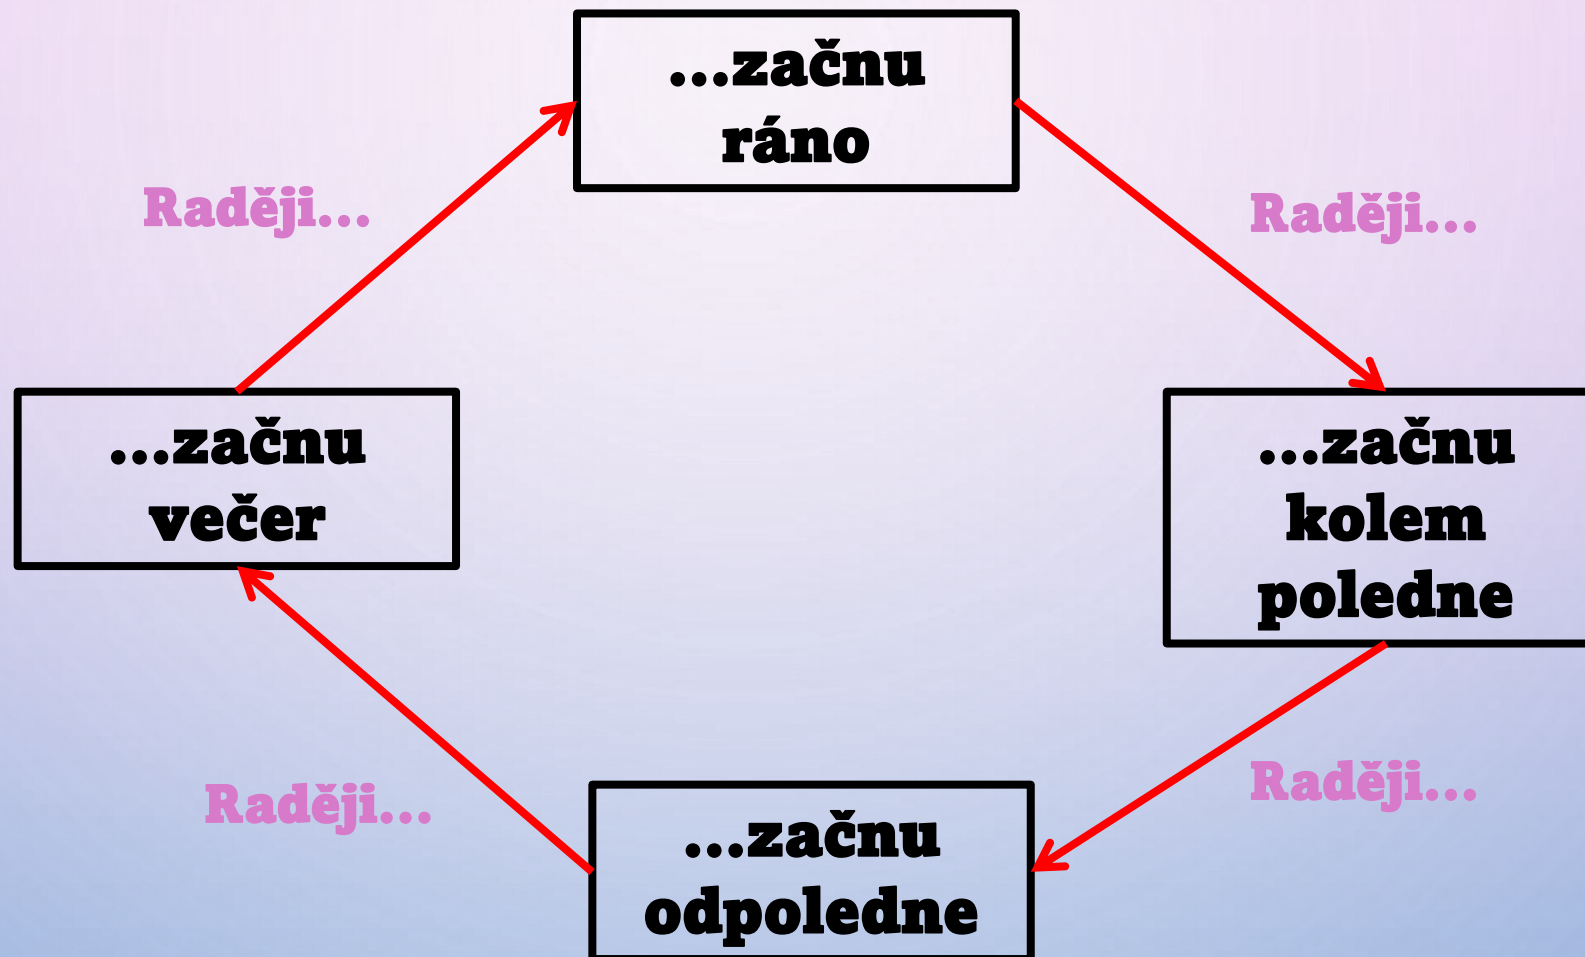 ...začnu
ráno
Raději...
Raději...
...začnu
večer
...začnu
kolem
poledne
Raději...
Raději...
...začnu
odpoledne